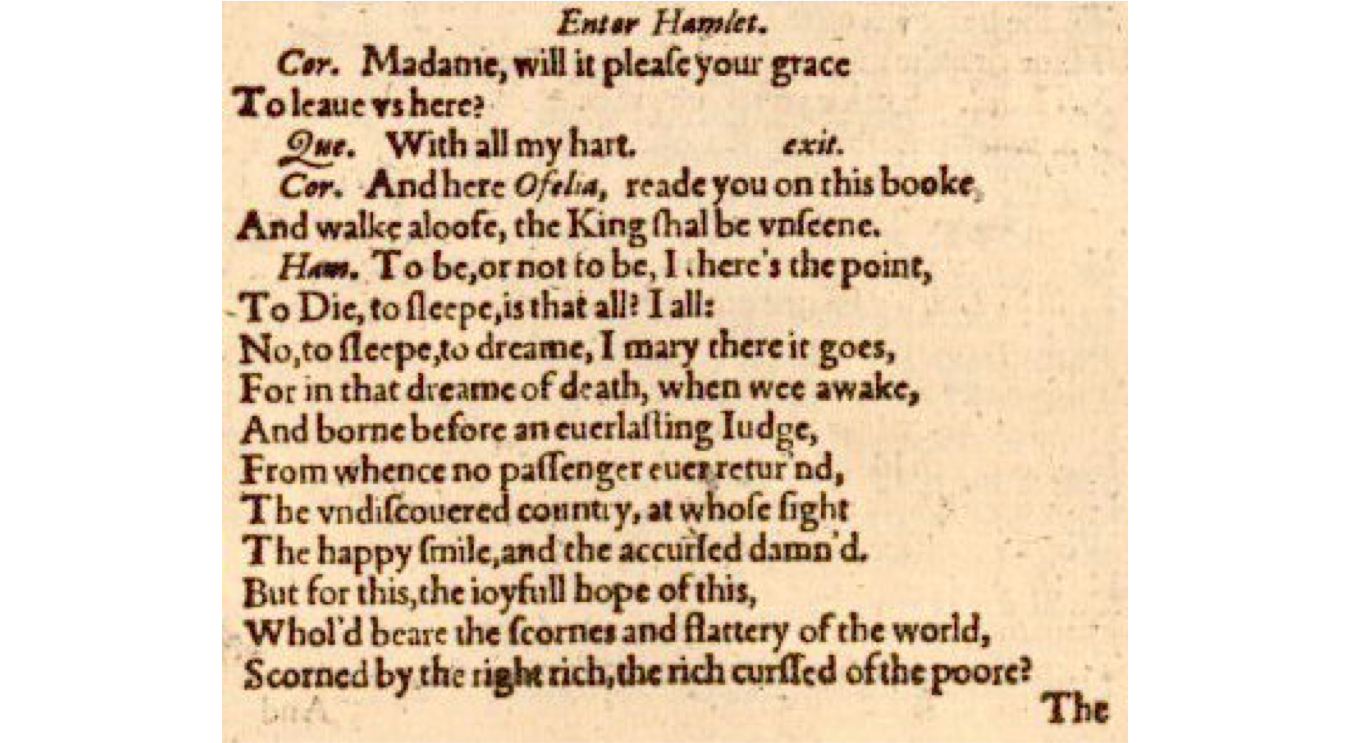 Enter Hamlet.
Cor. Madame, will it pleaſe your grace
To leaue vs here?
Que. With all my hart. exit.
Cor. And here Ofelia, reade you on this booke,
And walke aloofe, the King ſhal be vnſeene.
Ham. To be, or not to be, I there's the point,
To Die, to ſleepe, is that all? I all:
No, to ſleepe, to dreame, I mary there it goes,
For in that dreame of death, when wee awake,
And borne before an euerlaſting Iudge,
From whence no paſſenger euer retur'nd,
The vndiſcouered country, at whoſe ſight
The happy ſmile, and the accurſed damn'd.
But for this, the ioyfull hope of this,
Whol'd beare the ſcornes and flattery of the world,
Scorned by the right rich, the rich curſſed of the poore?
The